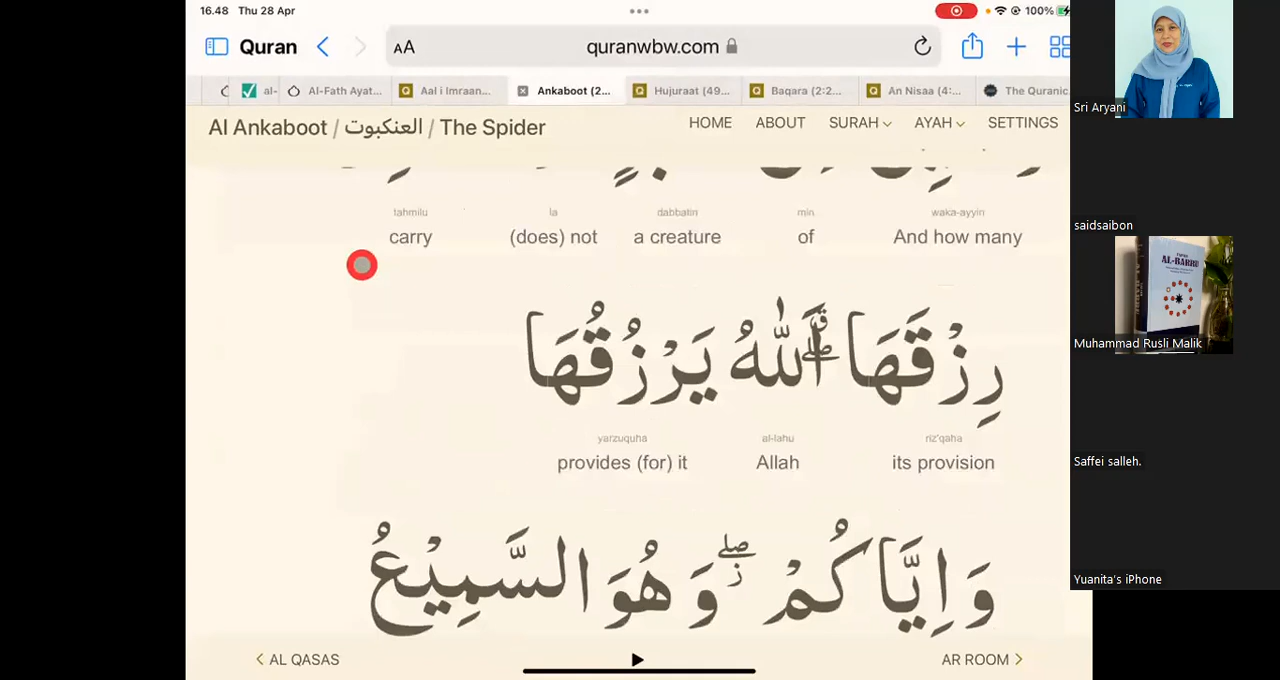 16.48 Thu 28 Apr
100%
Quran
AA
quranwbw.com
al-
Al-Fath Ayat...
Aal i Imraan...
Ankaboot (2...
Hujuraat (49...
Baqara (2:2...
An Nisaa (4:...
The Quranic
Al Ankaboot / العنكبوت / The Spider
HOME
ABOUT
SURAH
AYAH
SETTINGS
tahmilu la dabbatin min waka-ayyin
carry (does) not a creature of And how many
رِزْقَهَا ۖۗ اللّٰهُ يَرْزُقُهَا
yarzuquha al-lahu riz'qaha
provides (for) it Allah its provision
وَاِيَّاكُمْ ۖز وَهُوَ السَّمِيْعُ
AL QASAS
AR ROOM
Sri Aryani
saidsaibon
AL-BARRU
Muhammad Rusli Malik
Saffei salleh.
Yuanita's iPhone